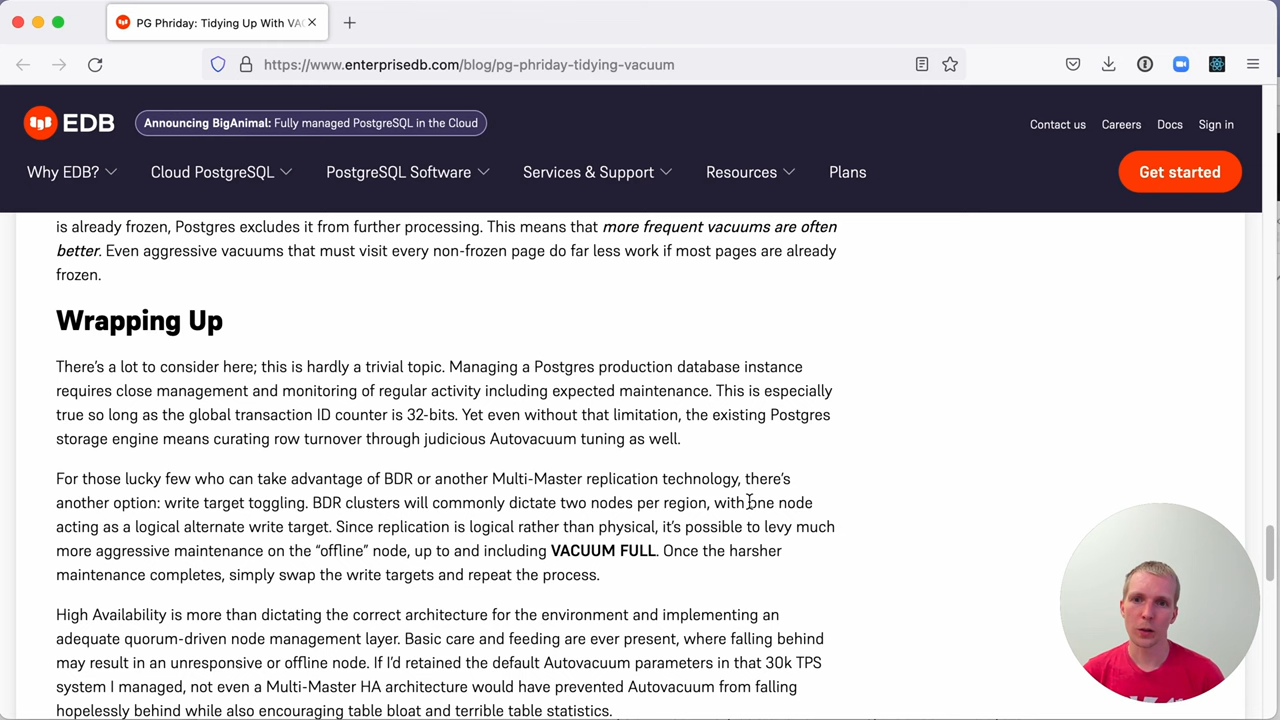 PG Phriday: Tidying Up With VAC
https://www.enterprisedb.com/blog/pg-phriday-tidying-vacuum
EDB
Announcing BigAnimal: Fully managed PostgreSQL in the Cloud
Contact us Careers Docs Sign in
Why EDB? Cloud PostgreSQL PostgreSQL Software Services & Support Resources Plans Get started
is already frozen, Postgres excludes it from further processing. This means that more frequent vacuums are often
better. Even aggressive vacuums that must visit every non-frozen page do far less work if most pages are already
frozen.
Wrapping Up
There's a lot to consider here; this is hardly a trivial topic. Managing a Postgres production database instance
requires close management and monitoring of regular activity including expected maintenance. This is especially
true so long as the global transaction ID counter is 32-bits. Yet even without that limitation, the existing Postgres
storage engine means curating row turnover through judicious Autovacuum tuning as well.
For those lucky few who can take advantage of BDR or another Multi-Master replication technology, there's
another option: write target toggling. BDR clusters will commonly dictate two nodes per region, with one node
acting as a logical alternate write target. Since replication is logical rather than physical, it's possible to levy much
more aggressive maintenance on the “offline” node, up to and including VACUUM FULL. Once the harsher
maintenance completes, simply swap the write targets and repeat the process.
High Availability is more than dictating the correct architecture for the environment and implementing an
adequate quorum-driven node management layer. Basic care and feeding are ever present, where falling behind
may result in an unresponsive or offline node. If I'd retained the default Autovacuum parameters in that 30k TPS
system I managed, not even a Multi-Master HA architecture would have prevented Autovacuum from falling
hopelessly behind while also encouraging table bloat and terrible table statistics.